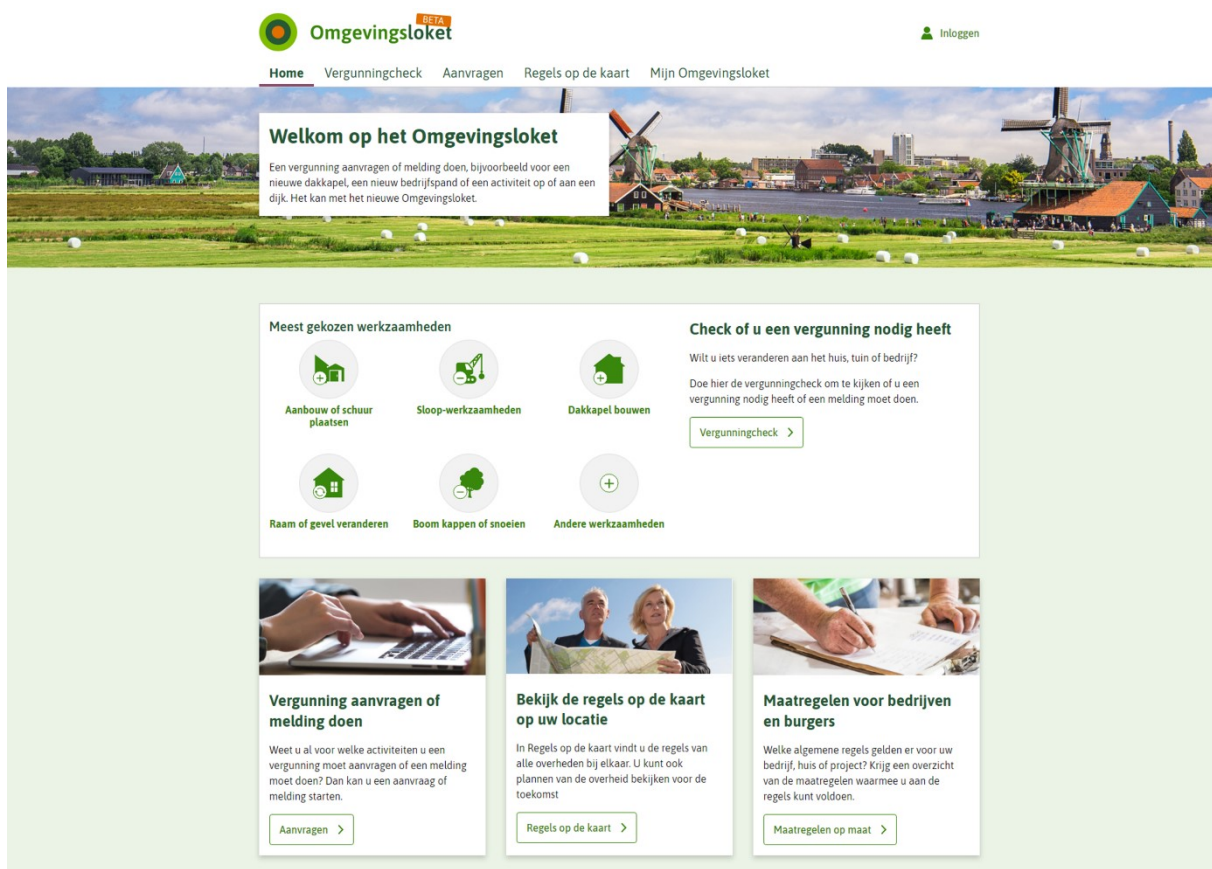 BETA
Omgevingsloket
Inloggen
Home Vergunningcheck Aanvragen Regels op de kaart Mijn Omgevingsloket
Welkom op het Omgevingsloket
Een vergunning aanvragen of melding doen, bijvoorbeeld voor een
nieuwe dakkapel, een nieuw bedrijfspand of een activiteit op of aan een
dijk. Het kan met het nieuwe Omgevingsloket.
Meest gekozen werkzaamheden
Aanbouw of schuur
plaatsen
Sloop-werkzaamheden
Dakkapel bouwen
Raam of gevel veranderen
Boom kappen of snoeien
Andere werkzaamheden
Check of u een vergunning nodig heeft
Wilt u iets veranderen aan het huis, tuin of bedrijf?
Doe hier de vergunningcheck om te kijken of u een
vergunning nodig heeft of een melding moet doen.
Vergunningcheck
Vergunning aanvragen of
melding doen
Weet u al voor welke activiteiten u een
vergunning moet aanvragen of een melding
moet doen? Dan kan u een aanvraag of
melding starten.
Aanvragen
Bekijk de regels op de kaart
op uw locatie
In Regels op de kaart vindt u de regels van
alle overheden bij elkaar. U kunt ook
plannen van de overheid bekijken voor de
toekomst
Regels op de kaart
Maatregelen voor bedrijven
en burgers
Welke algemene regels gelden er voor uw
bedrijf, huis of project? Krijg een overzicht
van de maatregelen waarmee u aan de
regels kunt voldoen.
Maatregelen op maat